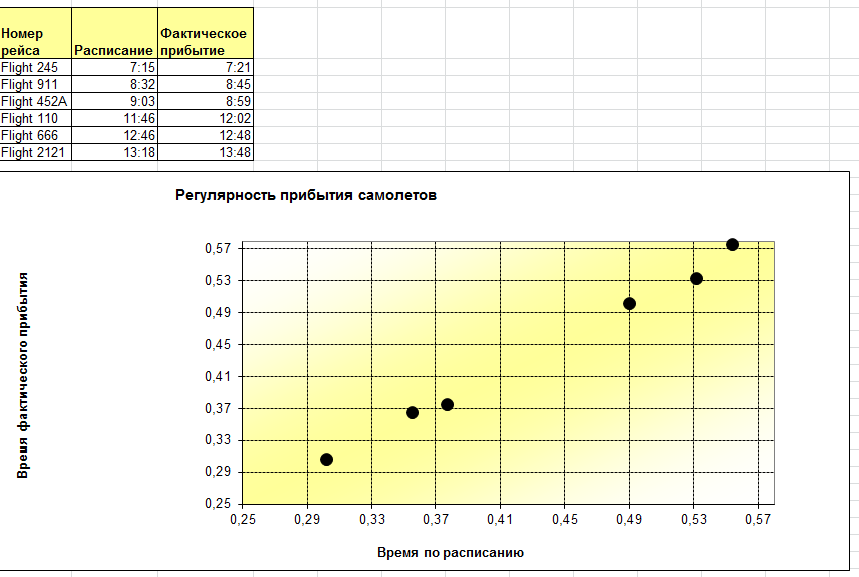 Номер рейса Расписание Фактическое прибытие
Flight 245 7:15 7:21
Flight 911 8:32 8:45
Flight 452A 9:03 8:59
Flight 110 11:46 12:02
Flight 666 12:46 12:48
Flight 2121 13:18 13:48
Регулярность прибытия самолетов
Время фактического прибытия
0,57
0,53
0,49
0,45
0,41
0,37
0,33
0,29
0,25
0,25 0,29 0,33 0,37 0,41 0,45 0,49 0,53 0,57
Время по расписанию